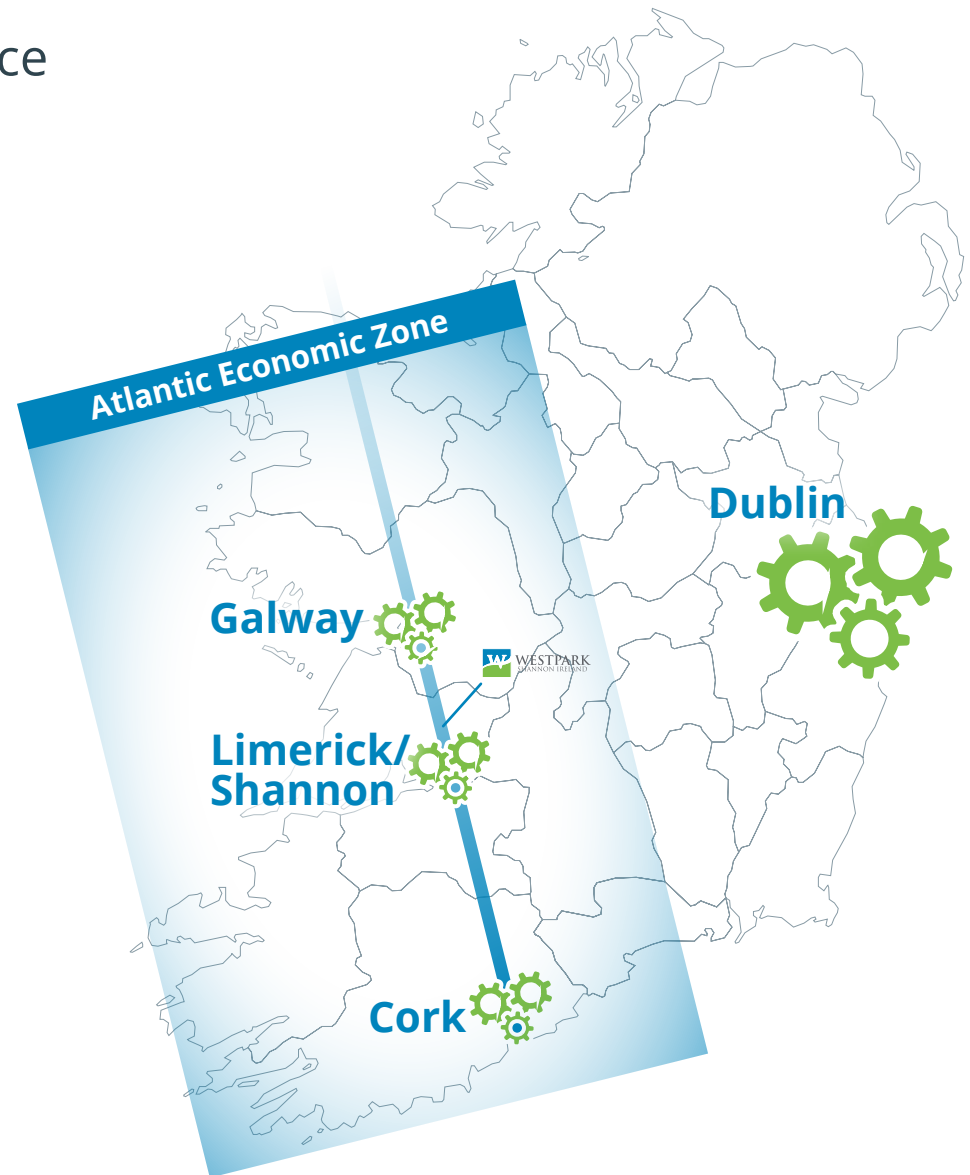 ce
Atlantic Economic Zone
Dublin
Galway
W WESTPARK
SHANNON IRELAND
Limerick/
Shannon
Cork